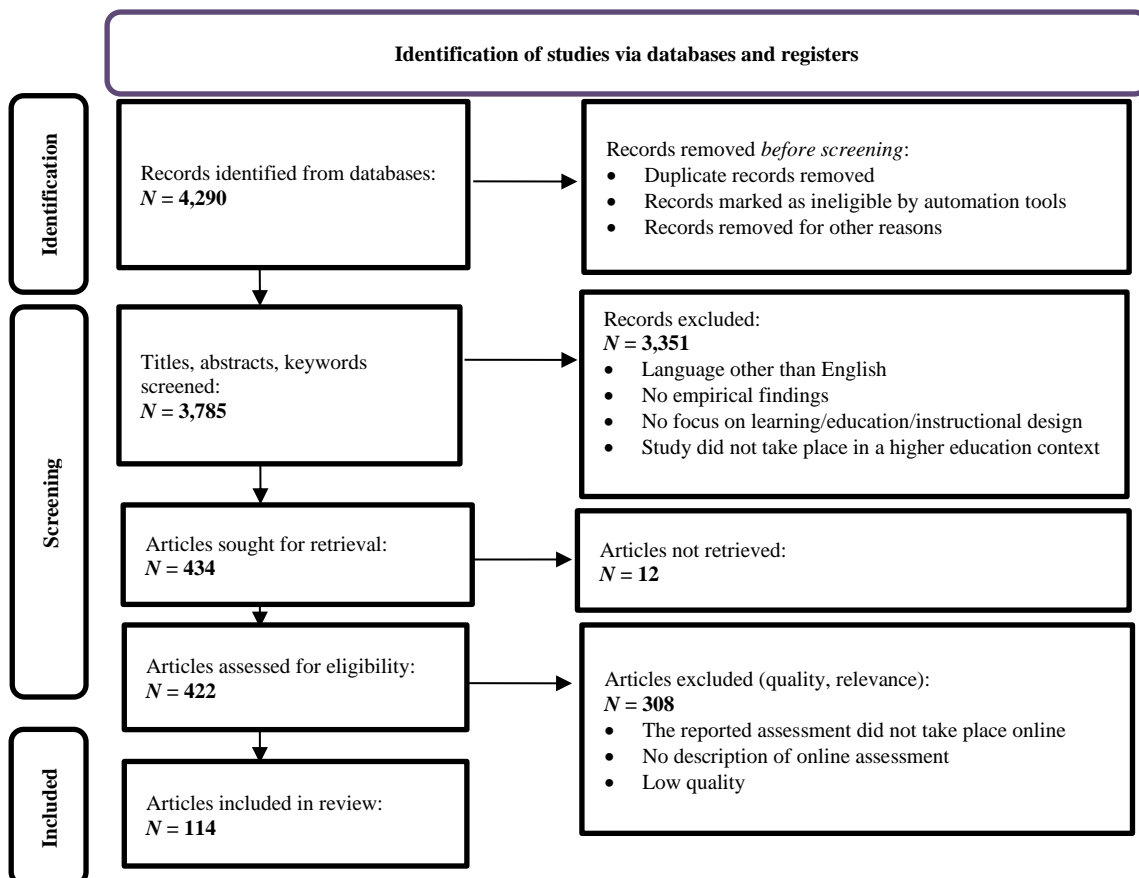 Identification of studies via databases and registers
Identification
Records identified from databases:
N = 4,290
Records removed before screening:
• Duplicate records removed
• Records marked as ineligible by automation tools
• Records removed for other reasons
Screening
Titles, abstracts, keywords
screened:
N = 3,785
Records excluded:
N = 3,351
• Language other than English
• No empirical findings
• No focus on learning/education/instructional design
• Study did not take place in a higher education context
Articles sought for retrieval:
N = 434
Articles not retrieved:
N = 12
Articles assessed for eligibility:
N = 422
Articles excluded (quality, relevance):
N = 308
• The reported assessment did not take place online
• No description of online assessment
• Low quality
Included
Articles included in review:
N = 114